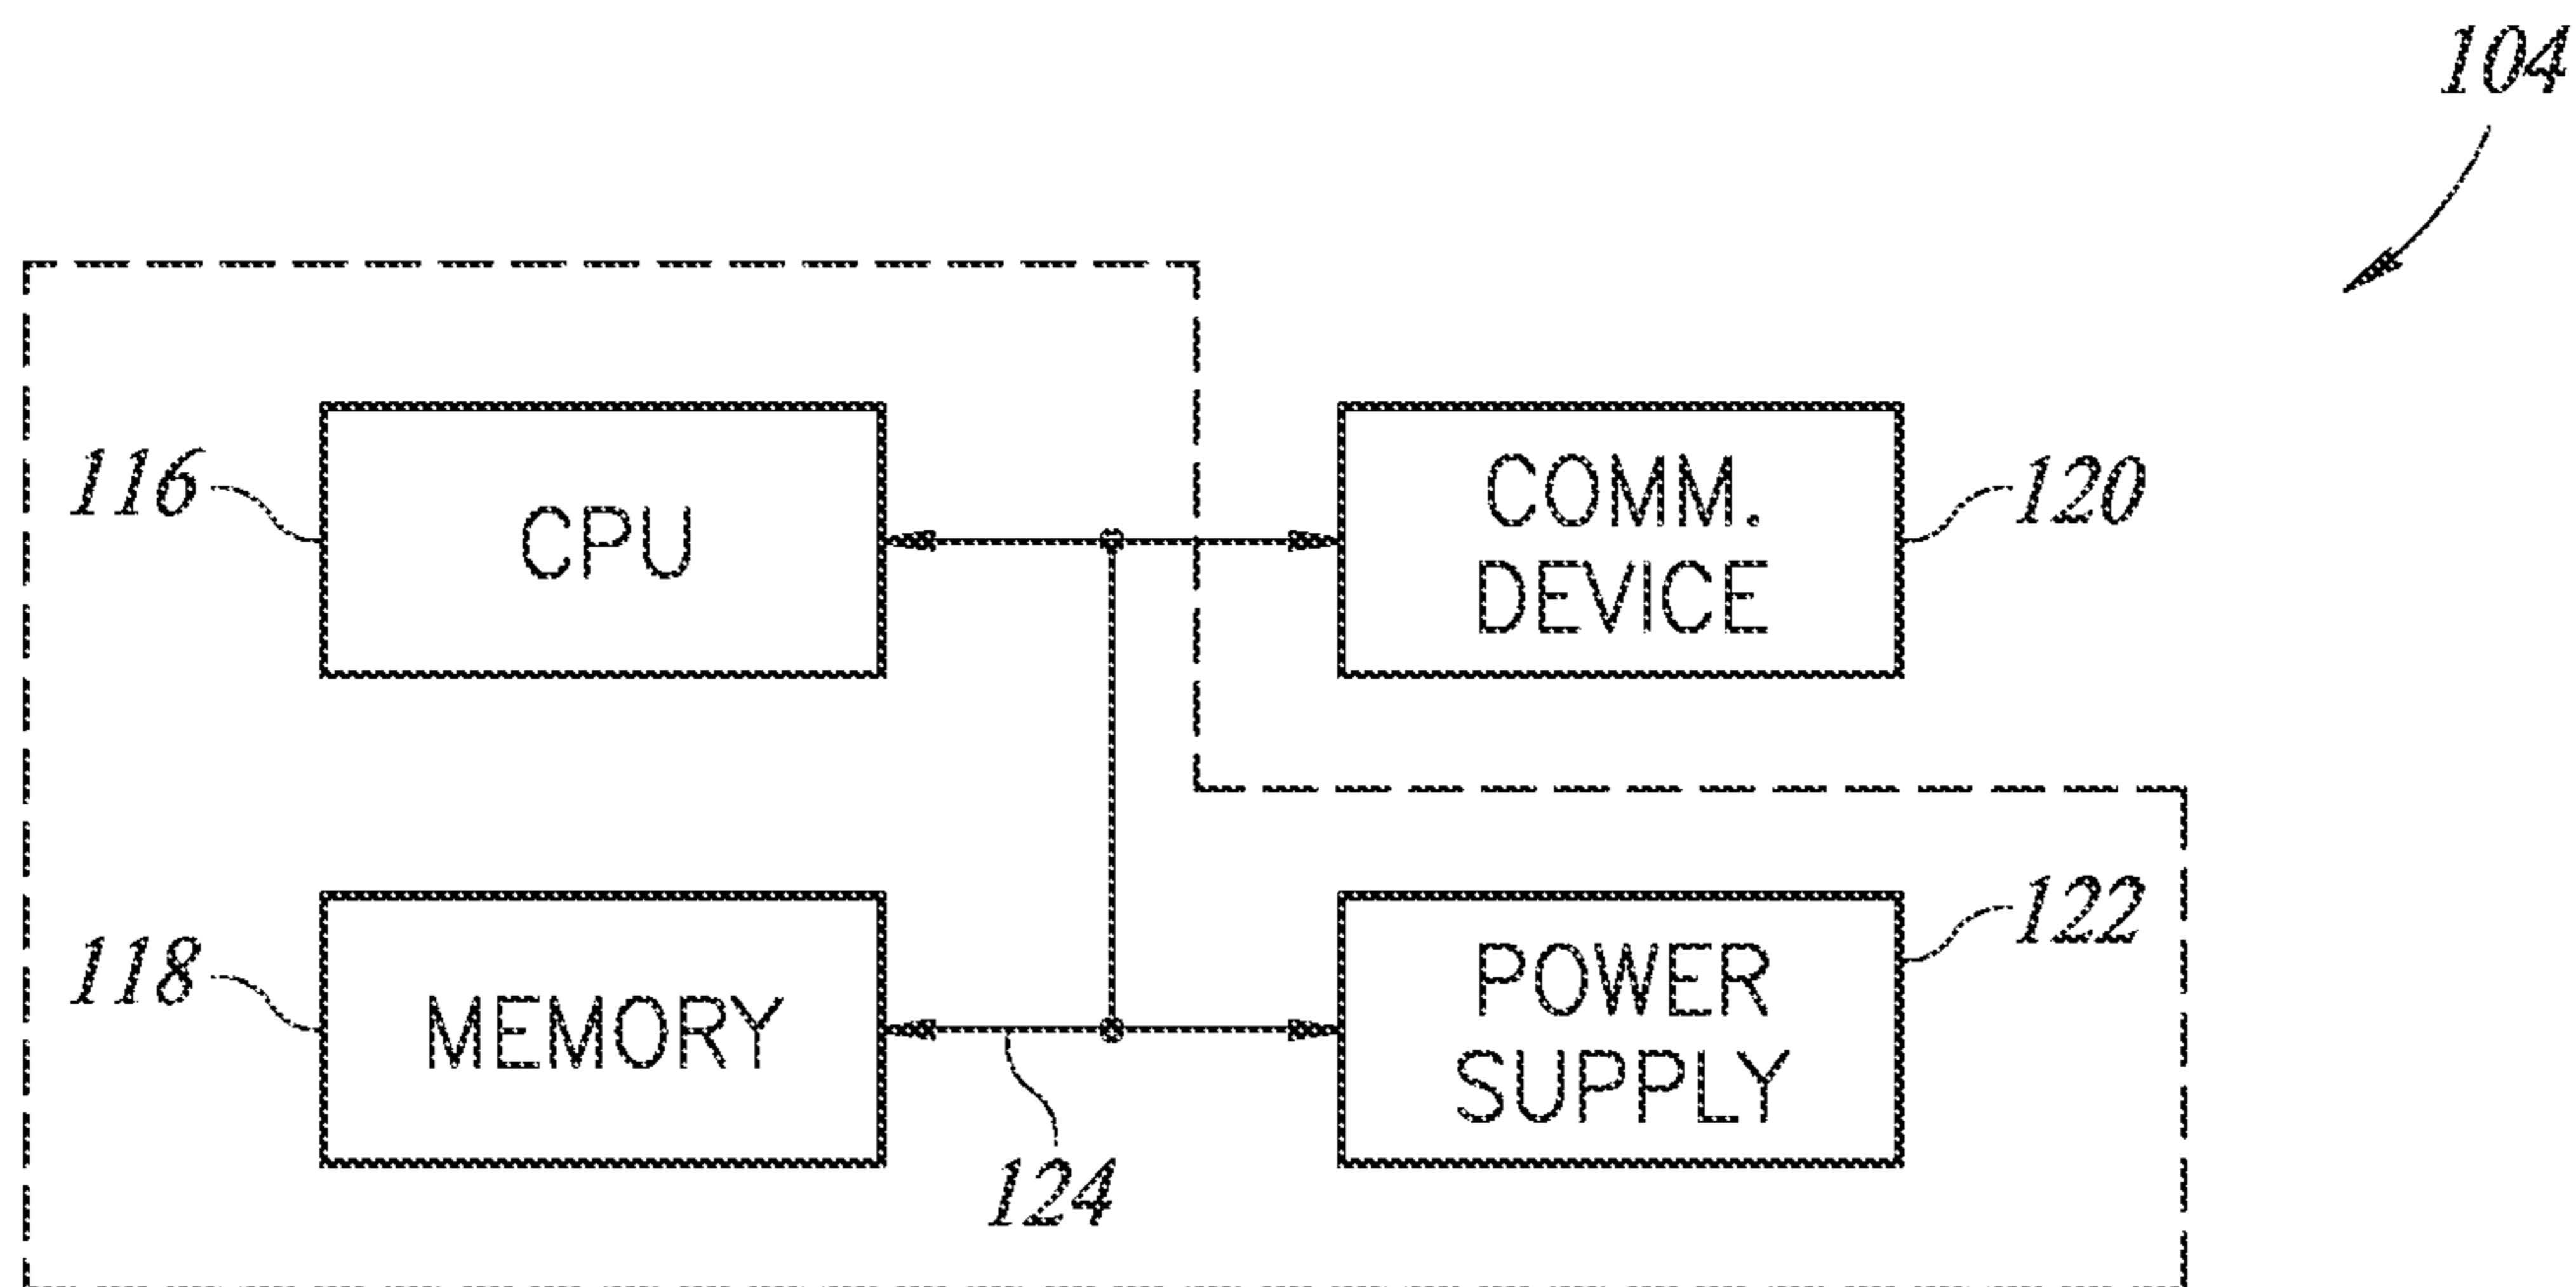 104
116
CPU
COMM.
DEVICE
120
118
MEMORY
124
POWER
SUPPLY
122